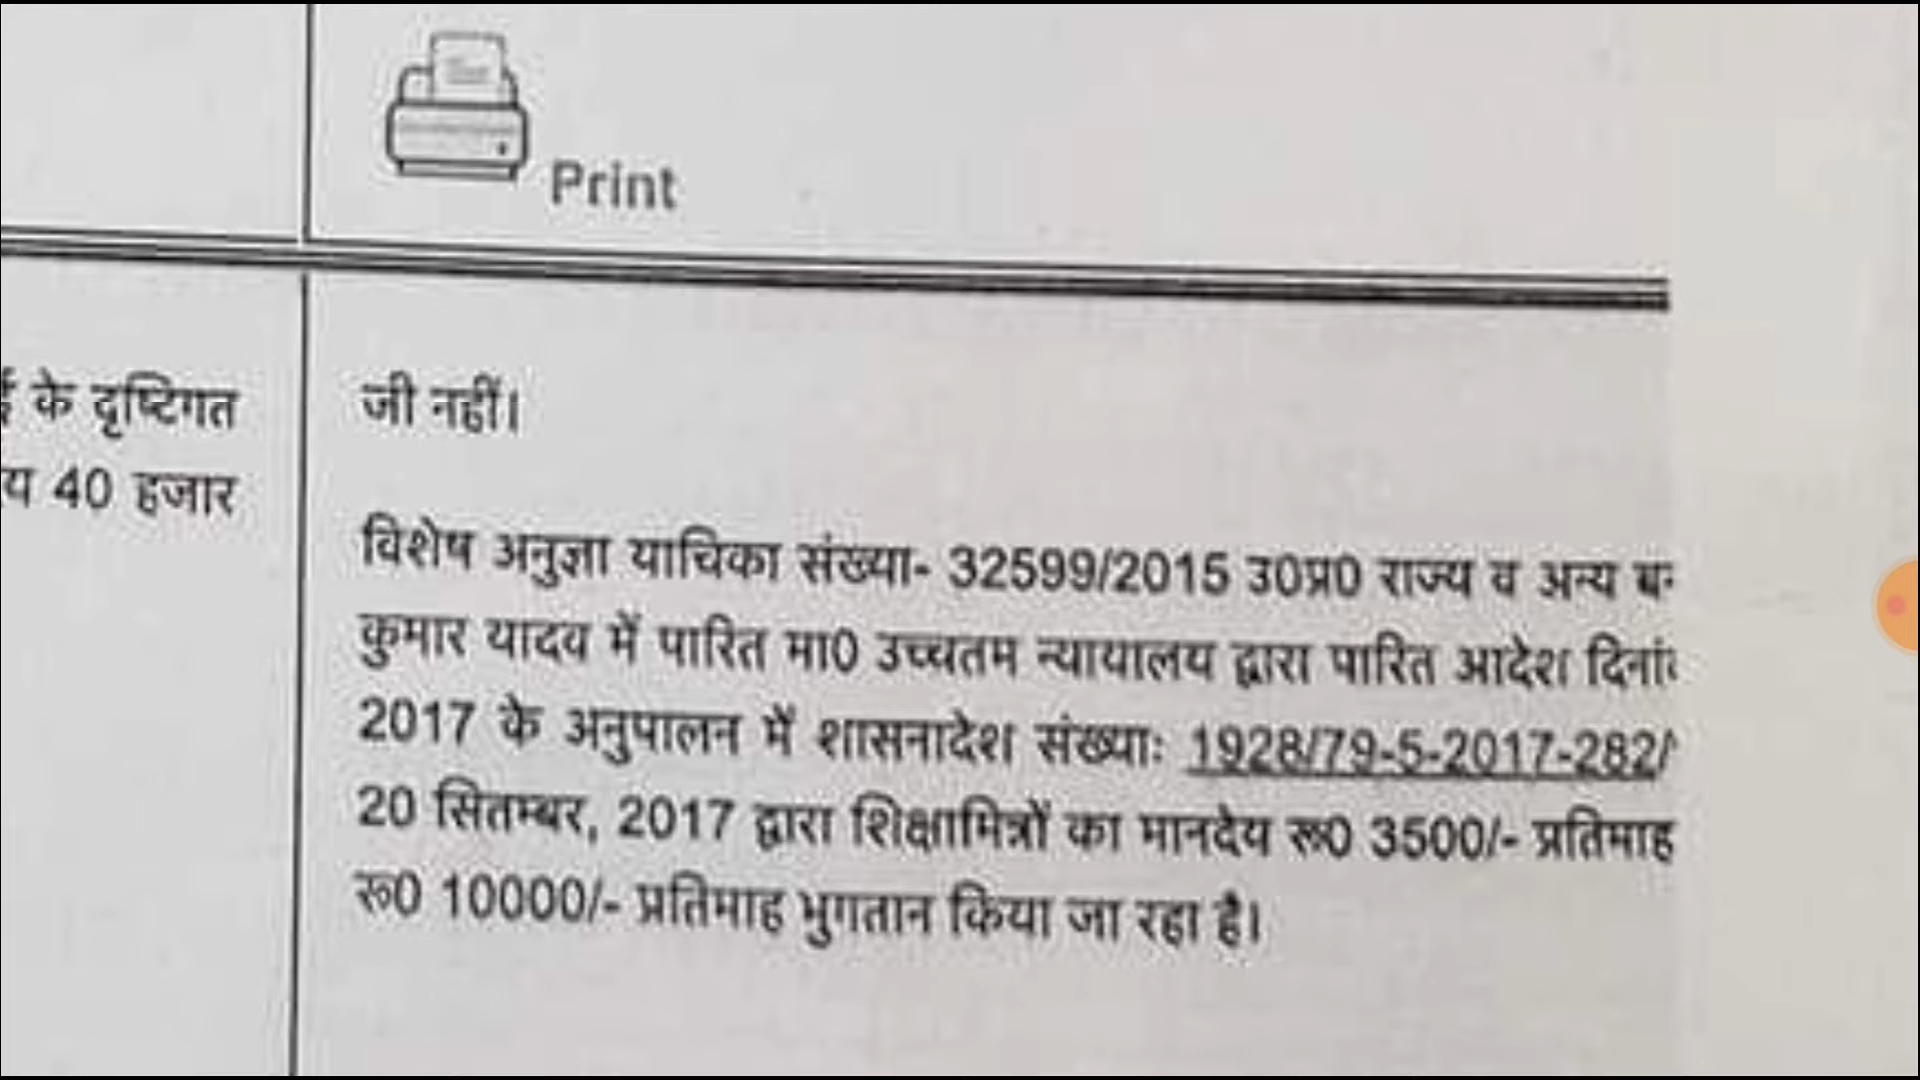 Print
के दृष्टिगत
40 हजार
जी नहीं।
विशेष अनुज्ञा याचिका संख्या- 32599/2015 उ0प्र0 राज्य व अन्य
कुमार यादव में पारित मा0 उच्चतम न्यायालय द्वारा पारित आदेश
2017 के अनुपालन में शासनादेश संख्याः 1928/79-5-2017-282/
20 सितम्बर, 2017 द्वारा शिक्षामित्रों का मानदेय रू0 3500/- प्रतिमाह
रू0 10000/- प्रतिमाह भुगतान किया जा रहा है।